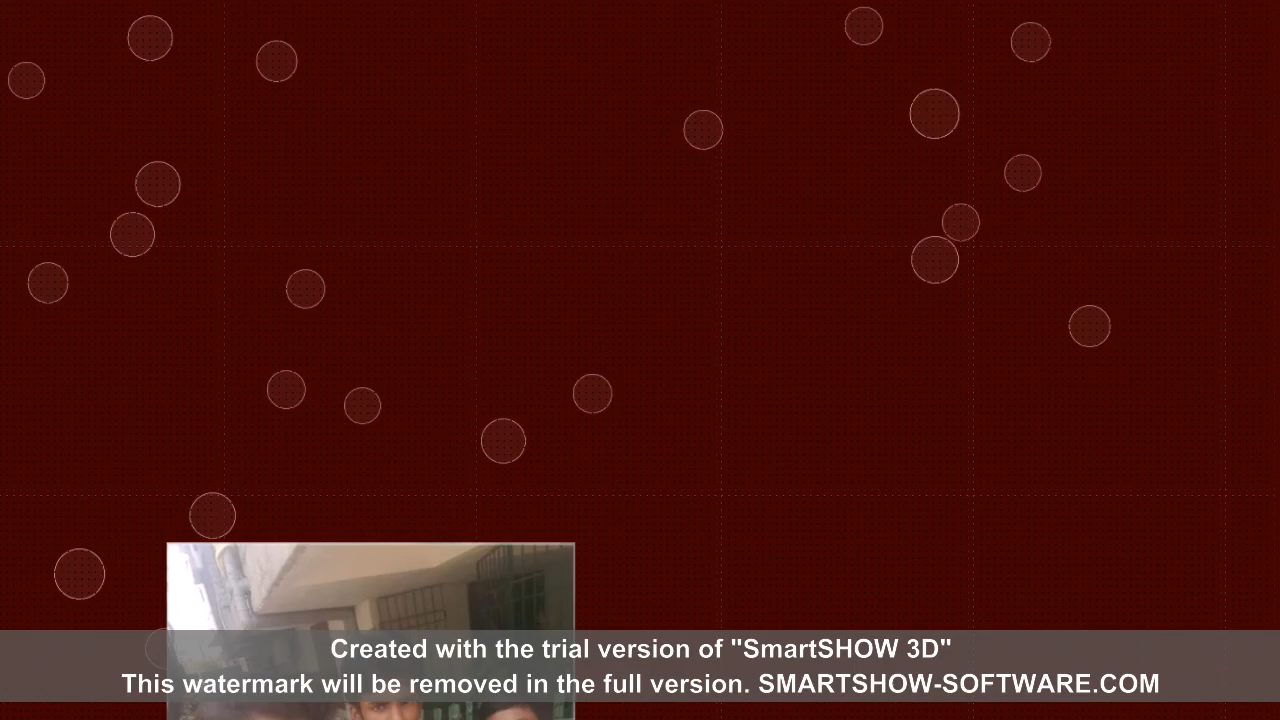 Created with the trial version of "SmartSHOW 3D"
This watermark will be removed in the full version. SMARTSHOW-SOFTWARE.COM